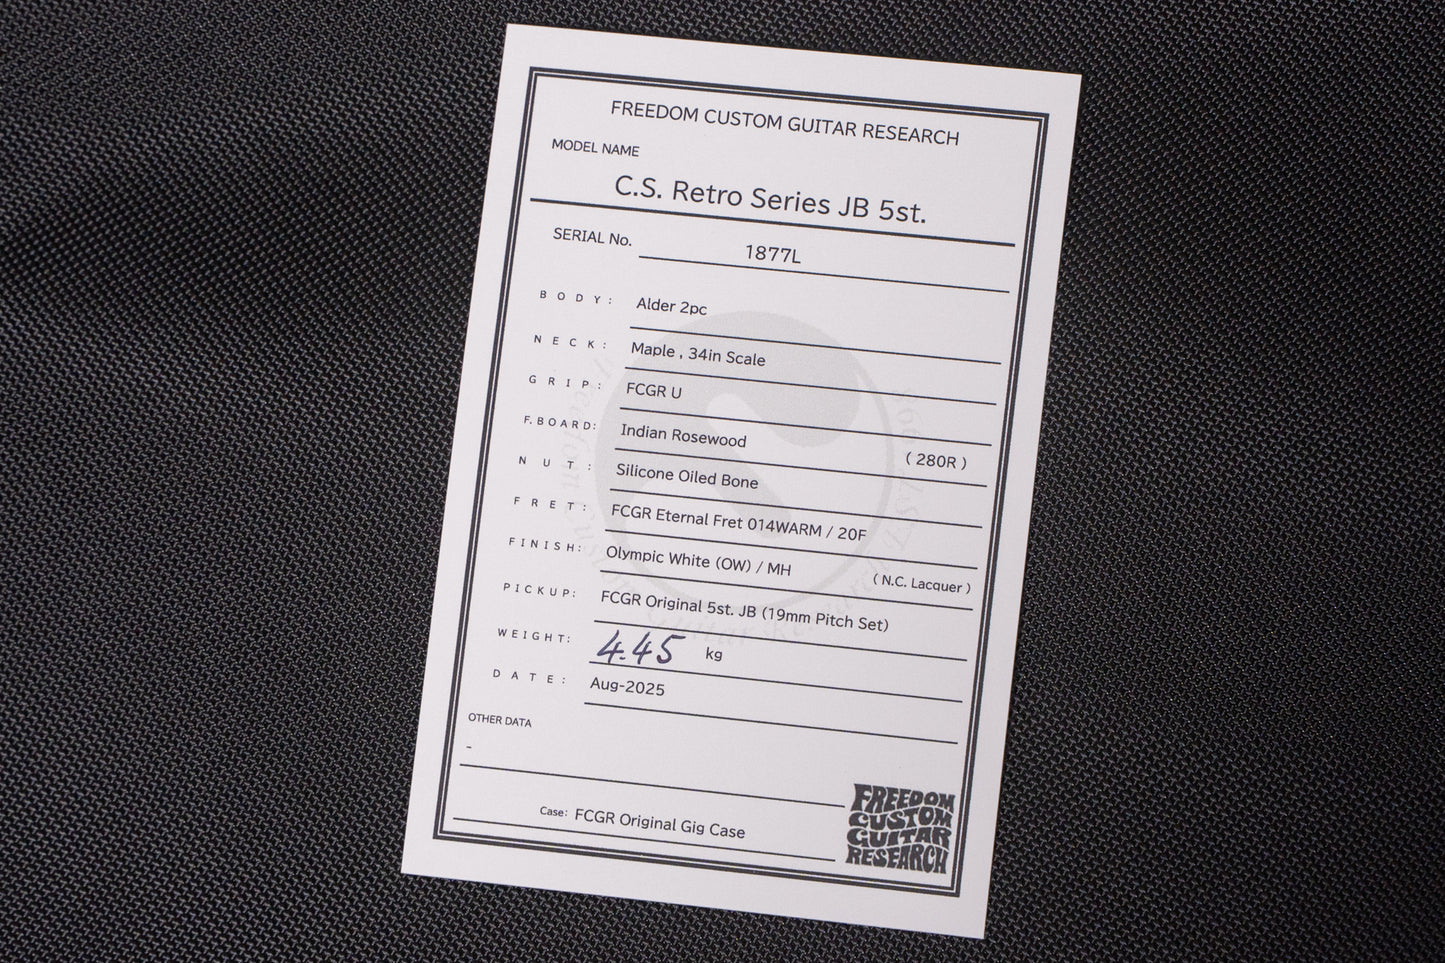 FREEDOM CUSTOM GUITAR RESEARCH
MODEL NAME
C.S. Retro Series JB 5st.
SERIAL No. 1877L
BODY: Alder 2pc
NECK: Maple , 34in Scale
GRIP: FCGR U
F.BOARD: Indian Rosewood ( 280R )
NUT: Silicone Oiled Bone
FRET: FCGR Eternal Fret 014WARM / 20F
FINISH: Olympic White (OW) / MH ( N.C. Lacquer )
PICKUP: FCGR Original 5st. JB (19mm Pitch Set)
WEIGHT: 4.45 kg
DATE: Aug-2025
OTHER DATA
-
Case: FCGR Original Gig Case
FREEDOM
CUSTOM
GUITAR
RESEARCH